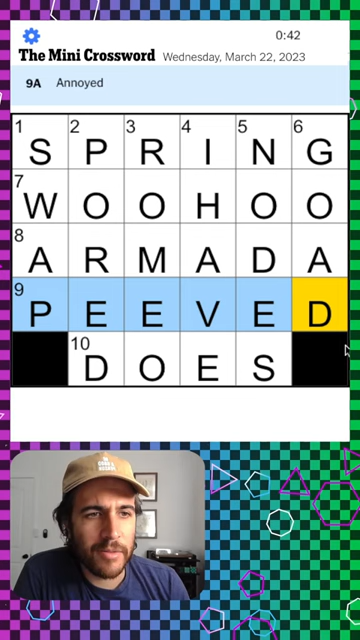 0:42
The Mini Crossword Wednesday, March 22, 2023
9A Annoyed
1 2 3 4 5 6
S P R I N G
7
W O O H O O
8
A R M A D A
9
P E E V E D
10
D O E S